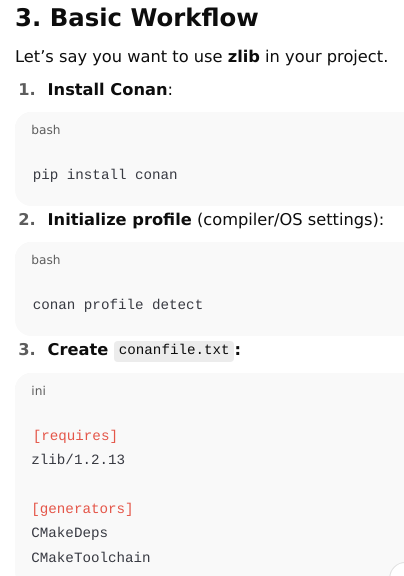 3. Basic Workflow
Let’s say you want to use zlib in your project.
1. Install Conan:
bash
pip install conan
2. Initialize profile (compiler/OS settings):
bash
conan profile detect
3. Create conanfile.txt:
ini
[requires]
zlib/1.2.13
[generators]
CMakeDeps
CMakeToolchain